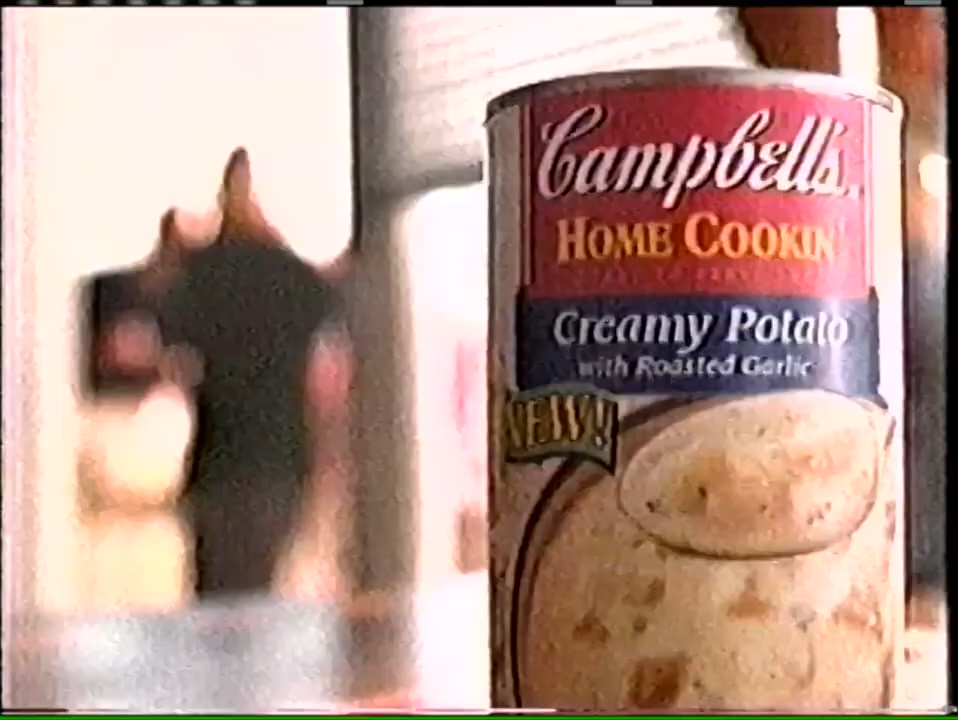 Campbell's.
HOME COOKIN'
Creamy Potato
with Roasted Garlic
NEW!!